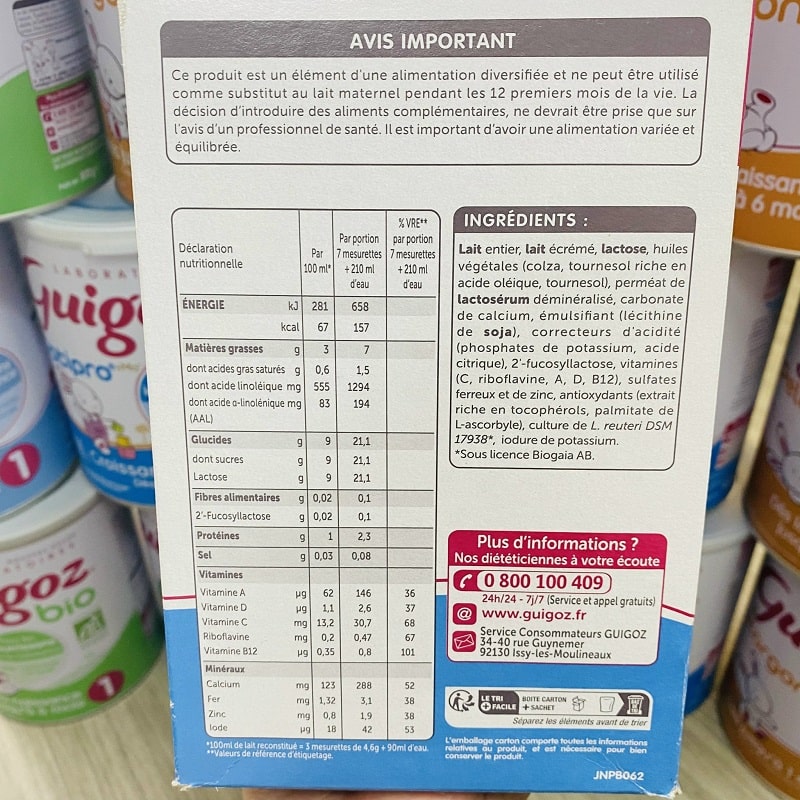 AVIS IMPORTANT
Ce produit est un élément d'une alimentation diversifiée et ne peut être utilisé
comme substitut au lait maternel pendant les 12 premiers mois de la vie. La
décision d'introduire des aliments complémentaires, ne devrait être prise que sur
l'avis d'un professionnel de santé. Il est important d'avoir une alimentation variée et
équilibrée.
Déclaration nutritionnelle | Par 100 ml* | Par portion 7 mesurettes + 210 ml d'eau | % VRE** par portion 7 mesurettes + 210 ml d'eau
ÉNERGIE kJ 281 658
kcal 67 157
Matières grasses g 3 7
dont acides gras saturés g 0,6 1,5
dont acide linoléique mg 555 1294
dont acide α-linolénique mg 83 194
(AAL)
Glucides g 9 21,1
dont sucres g 9 21,1
Lactose g 9 21,1
Fibres alimentaires g 0,02 0,1
2'-Fucosyllactose g 0,02 0,1
Protéines g 1 2,3
Sel g 0,03 0,08
Vitamines
Vitamine A µg 62 146 36
Vitamine D µg 1,1 2,6 37
Vitamine C mg 13,2 30,7 68
Riboflavine mg 0,2 0,47 67
Vitamine B12 µg 0,35 0,8 101
Minéraux
Calcium mg 123 288 52
Fer mg 1,32 3,1 38
Zinc mg 0,8 1,9 38
Iode µg 18 42 53
*100ml de lait reconstitué = 3 mesurettes de 4,6g + 90ml d'eau.
**Valeurs de référence d'étiquetage.
INGRÉDIENTS :
Lait entier, lait écrémé, lactose, huiles
végétales (colza, tournesol riche en
acide oléique, tournesol), perméat de
lactosérum déminéralisé, carbonate
de calcium, émulsifiant (lécithine
de soja), correcteurs d'acidité
(phosphates de potassium, acide
citrique), 2'-fucosyllactose, vitamines
(C, riboflavine, A, D, B12), sulfates
ferreux et de zinc, antioxydants (extrait
riche en tocophérols, palmitate de
L-ascorbyle), culture de L. reuteri DSM
17938*, iodure de potassium.
*Sous licence Biogaia AB.
Plus d'informations ?
Nos diététiciennes à votre écoute
0 800 100 409
24h/24 - 7j/7 (Service et appel gratuits)
@ www.guigoz.fr
Service Consommateurs GUIGOZ
34-40 rue Guynemer
92130 Issy-les-Moulineaux
LE TRI
+ FACILE
BOITE CARTON
+ SACHET
Séparez les éléments avant de trier
L'emballage carton comporte toutes les informations
relatives au produit, et est nécessaire pour bien
conserver le produit.
JNPB062
LABORAT
Guigo
1
Croissan
goz
bio
1
aissan
à 6 mo